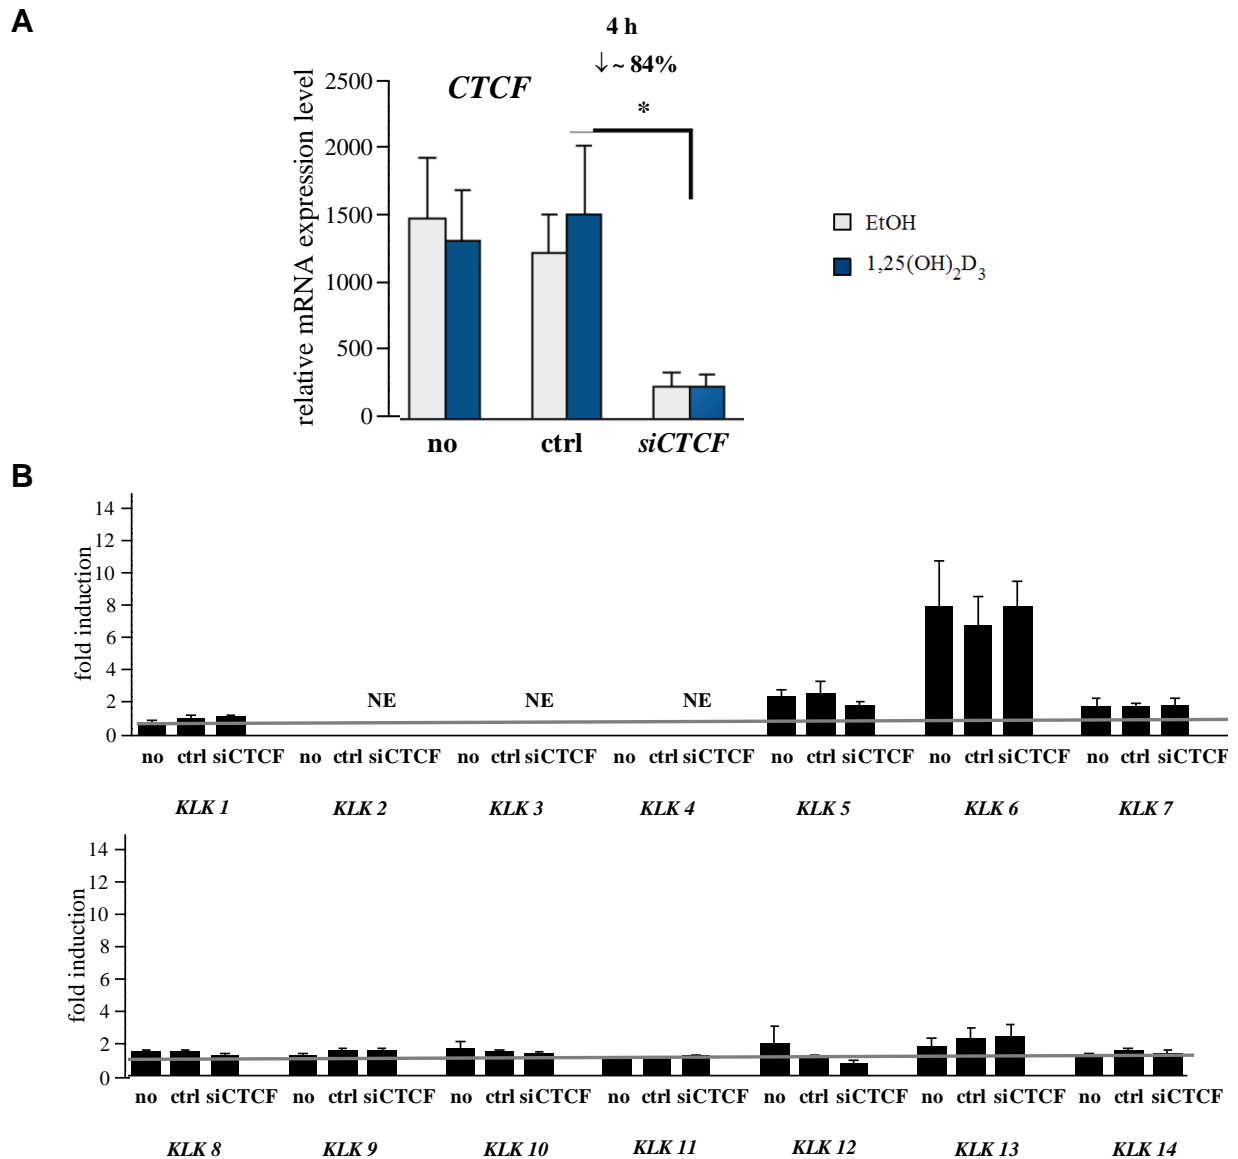 A
4 h
↓ ~ 84%
*
CTCF
relative mRNA expression level
2500
2000
1500
1000
500
0
no ctrl siCTCF
EtOH
1,25(OH)2D3
B
fold induction
14
12
10
8
6
4
2
0
NE NE NE
no ctrl siCTCF no ctrl siCTCF no ctrl siCTCF no ctrl siCTCF no ctrl siCTCF no ctrl siCTCF no ctrl siCTCF
KLK 1 KLK 2 KLK 3 KLK 4 KLK 5 KLK 6 KLK 7
fold induction
14
12
10
8
6
4
2
0
no ctrl siCTCF no ctrl siCTCF no ctrl siCTCF no ctrl siCTCF no ctrl siCTCF no ctrl siCTCF no ctrl siCTCF
KLK 8 KLK 9 KLK 10 KLK 11 KLK 12 KLK 13 KLK 14